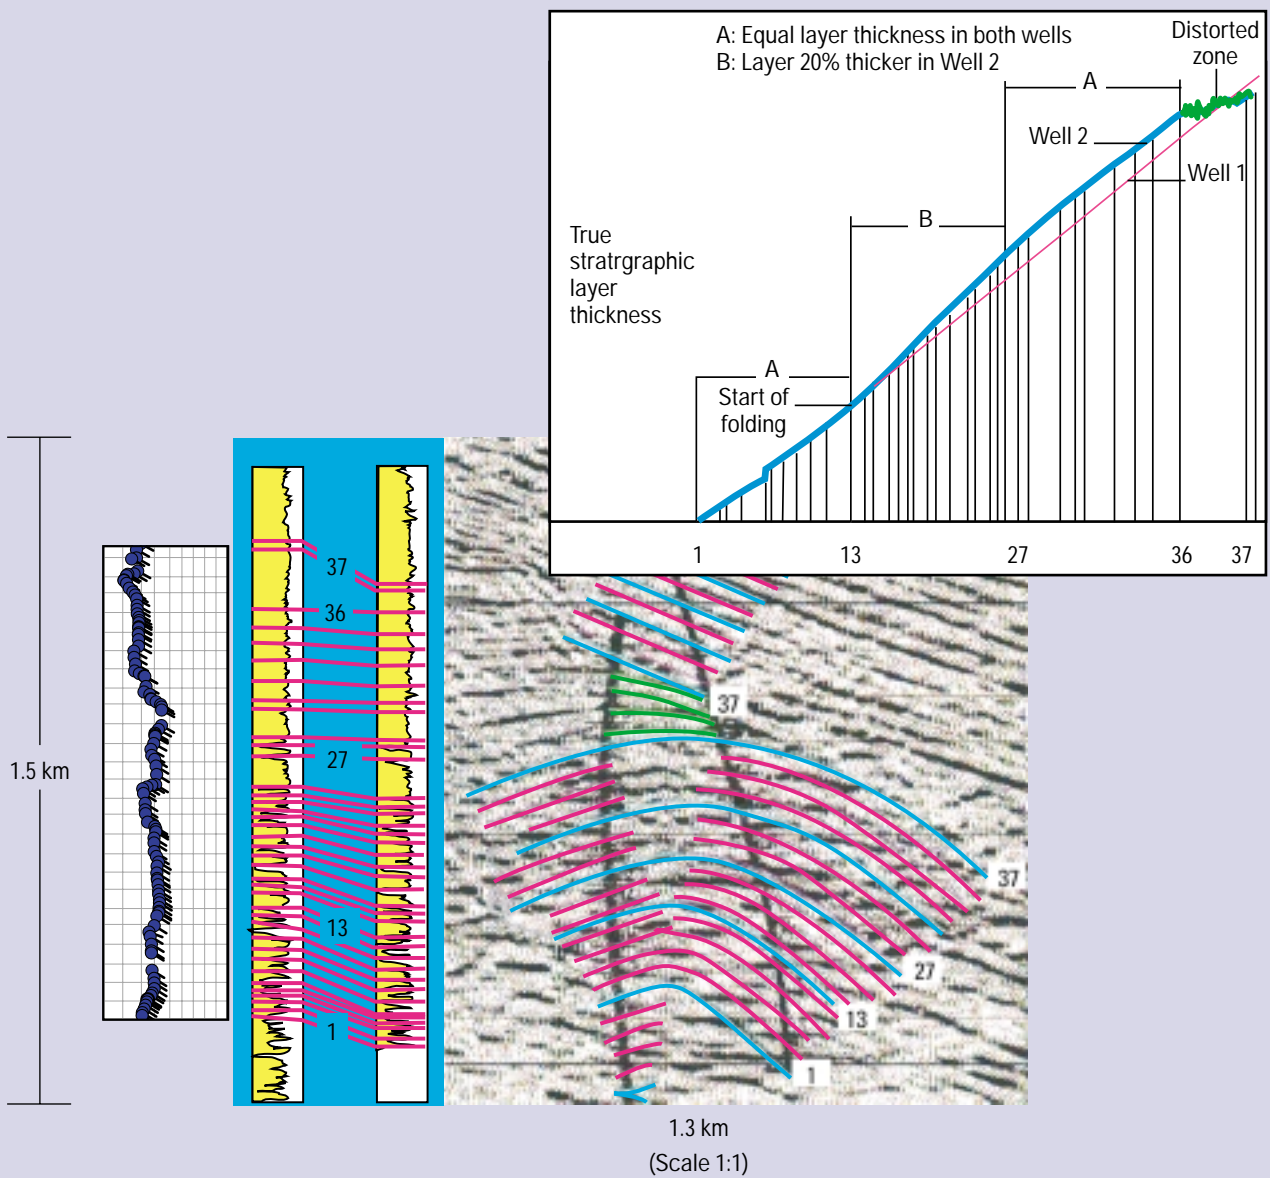 A: Equal layer thickness in both wells
B: Layer 20% thicker in Well 2
Distorted
zone
A
Well 2
Well 1
B
True
stratrgraphic
layer
thickness
A
Start of
folding
1
13
27
36
37
37
36
27
13
1
1.5 km
37
37
27
13
1
1.3 km
(Scale 1:1)